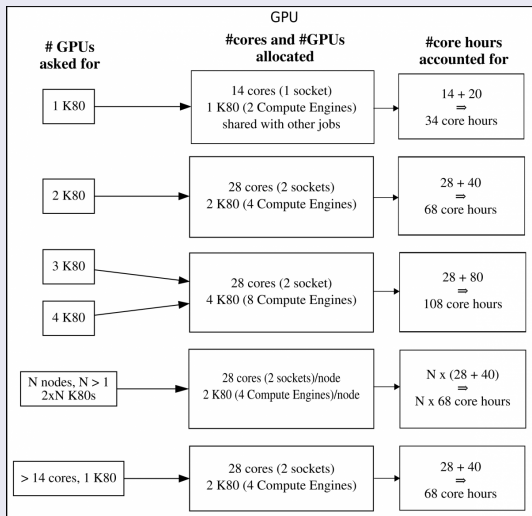 GPU
# GPUs
asked for
#cores and #GPUs
allocated
#core hours
accounted for
1 K80
14 cores (1 socket)
1 K80 (2 Compute Engines)
shared with other jobs
14 + 20
⇒
34 core hours
2 K80
28 cores (2 sockets)
2 K80 (4 Compute Engines)
28 + 40
⇒
68 core hours
3 K80
4 K80
28 cores (2 socket)
4 K80 (8 Compute Engines)
28 + 80
⇒
108 core hours
N nodes, N > 1
2xN K80s
28 cores (2 sockets)/node
2 K80 (4 Compute Engines)/node
N x (28 + 40)
⇒
N x 68 core hours
> 14 cores, 1 K80
28 cores (2 sockets)
2 K80 (4 Compute Engines)
28 + 40
⇒
68 core hours